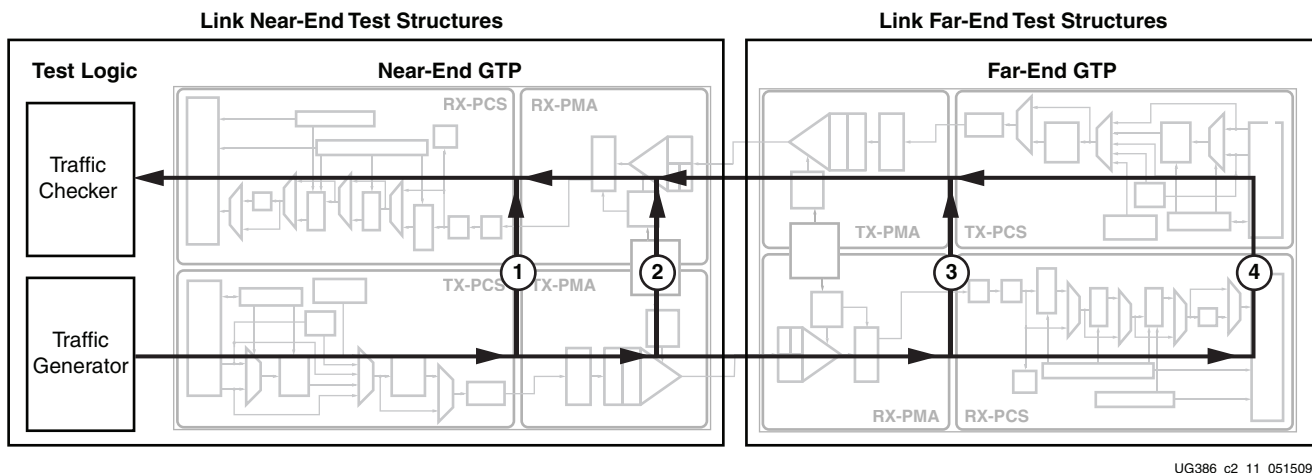 Link Near-End Test Structures
Link Far-End Test Structures
Test Logic
Near-End GTP
Far-End GTP
RX-PCS
RX-PMA
Traffic
Checker
TX-PMA
TX-PCS
1
2
3
4
TX-PCS
TX-PMA
Traffic
Generator
RX-PMA
RX-PCS
UG386_c2_11_051509